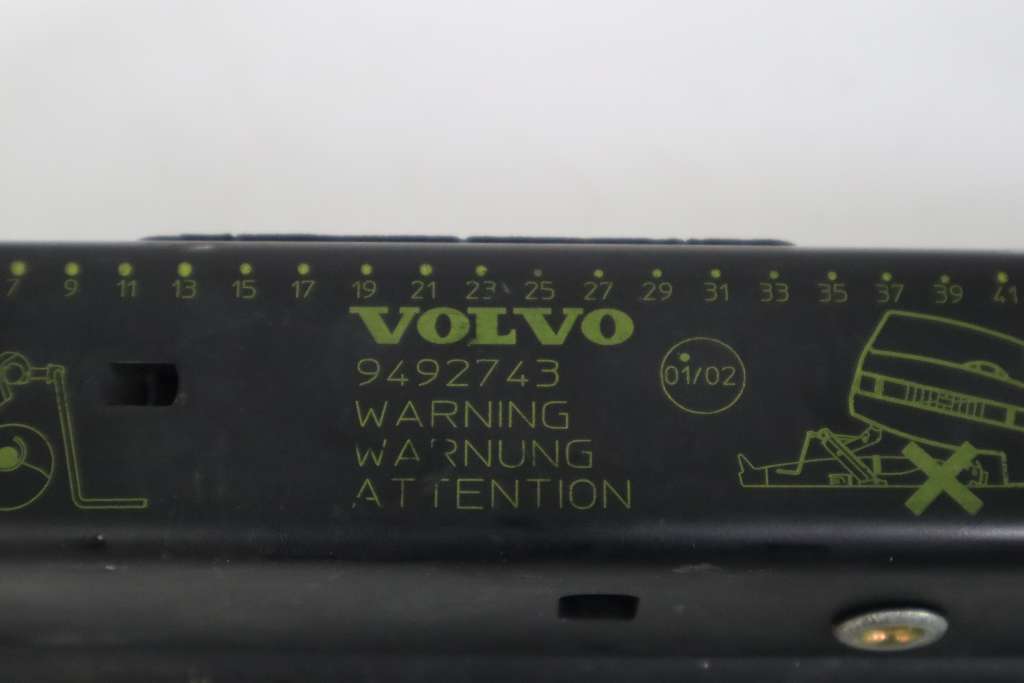 7 9 11 13 15 17 19 21 23 25 27 29 31 33 35 37 39 41
VOLVO
9492743
01/02
WARNING
WARNUNG
ATTENTION